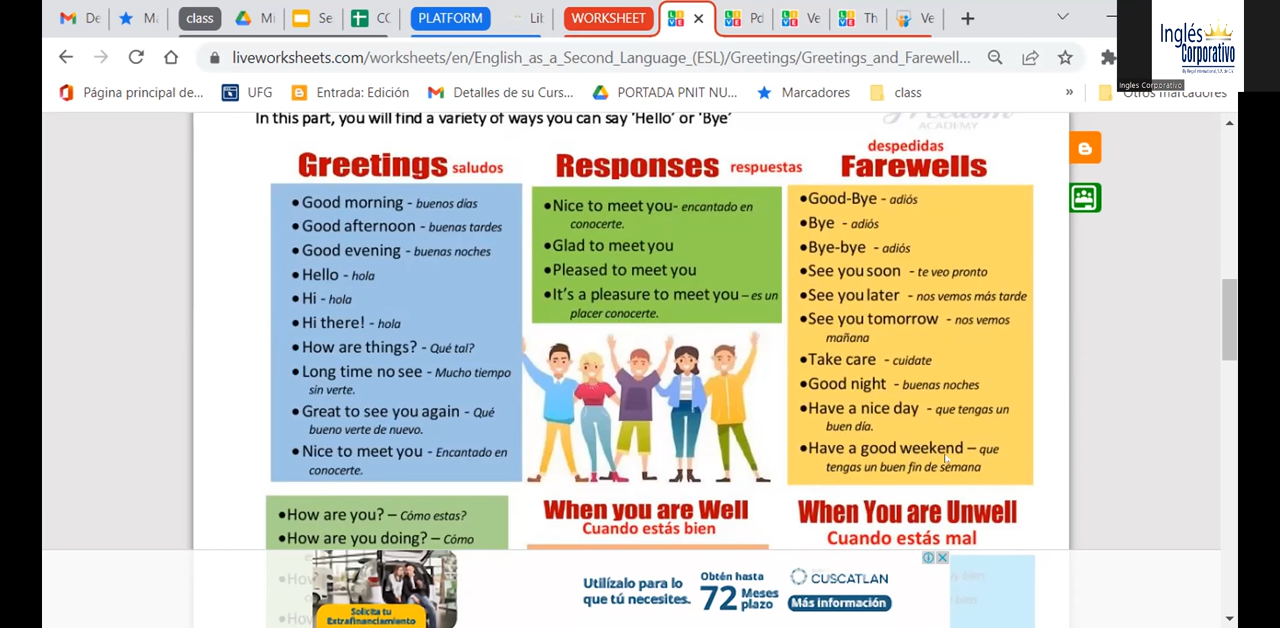 De
Ma
class
Mi
Se
CC
PLATFORM
Lil
WORKSHEET
Pd
Ve
Th
Ve
liveworksheets.com/worksheets/en/English_as_a_Second_Language_(ESL)/Greetings/Greetings_and_Farewell...
Inglés
Corporativo
Ingles Corporativo
Página principal de...
UFG
Entrada: Edición
Detalles de su Curs...
PORTADA PNIT NU...
Marcadores
class
»
Otros marcadores
In this part, you will find a variety of ways you can say 'Hello' or 'Bye'
ACADEMY
Greetings saludos
• Good morning - buenos días
• Good afternoon - buenas tardes
• Good evening - buenas noches
• Hello - hola
• Hi - hola
• Hi there! - hola
• How are things? - Qué tal?
• Long time no see - Mucho tiempo
sin verte.
• Great to see you again - Qué
bueno verte de nuevo.
• Nice to meet you - Encantado en
conocerte.
Responses respuestas
• Nice to meet you- encantado en
conocerte.
• Glad to meet you
• Pleased to meet you
• It's a pleasure to meet you – es un
placer conocerte.
despedidas
Farewells
• Good-Bye - adiós
• Bye - adiós
• Bye-bye - adiós
• See you soon - te veo pronto
• See you later - nos vemos más tarde
• See you tomorrow - nos vemos
mañana
• Take care - cuidate
• Good night - buenas noches
• Have a nice day - que tengas un
buen día.
• Have a good weekend – que
tengas un buen fin de semana
• How are you? – Cómo estas?
• How are you doing? – Cómo
When you are Well
Cuando estás bien
When You are Unwell
Cuando estás mal
Solicita tu
Extrafinanciamiento
Utilízalo para lo
que tú necesites.
Obtén hasta
72 Meses
plazo
CUSCATLAN
Más información